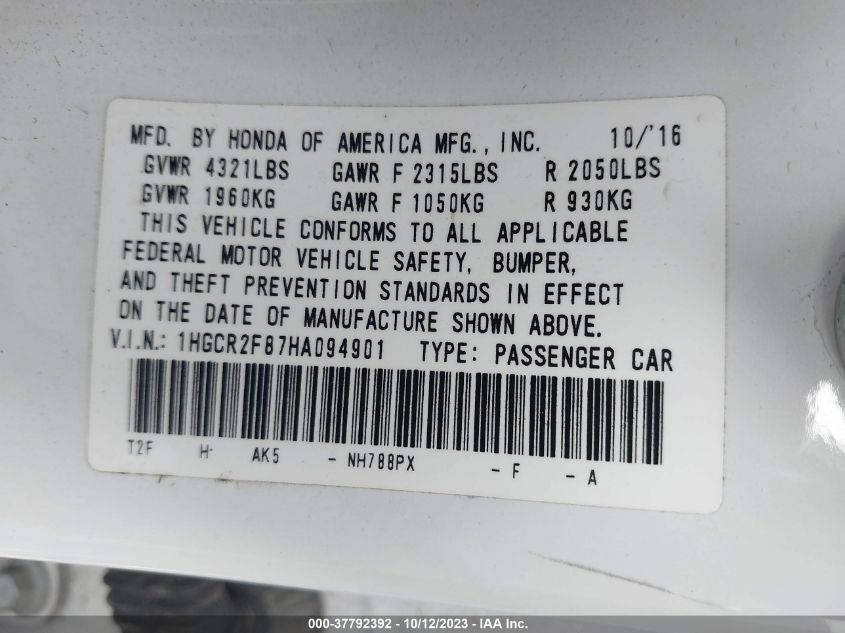 MFD. BY HONDA OF AMERICA MFG., INC. 10/'16
GVWR 4321LBS GAWR F 2315LBS R 2050LBS
GVWR 1960KG GAWR F 1050KG R 930KG
THIS VEHICLE CONFORMS TO ALL APPLICABLE
FEDERAL MOTOR VEHICLE SAFETY, BUMPER,
AND THEFT PREVENTION STANDARDS IN EFFECT
ON THE DATE OF MANUFACTURE SHOWN ABOVE.
V.I.N.: 1HGCR2F87HA094901 TYPE: PASSENGER CAR
T2F H- AK5 - NH788PX - F - A
000-37792392 - 10/12/2023 - IAA Inc.